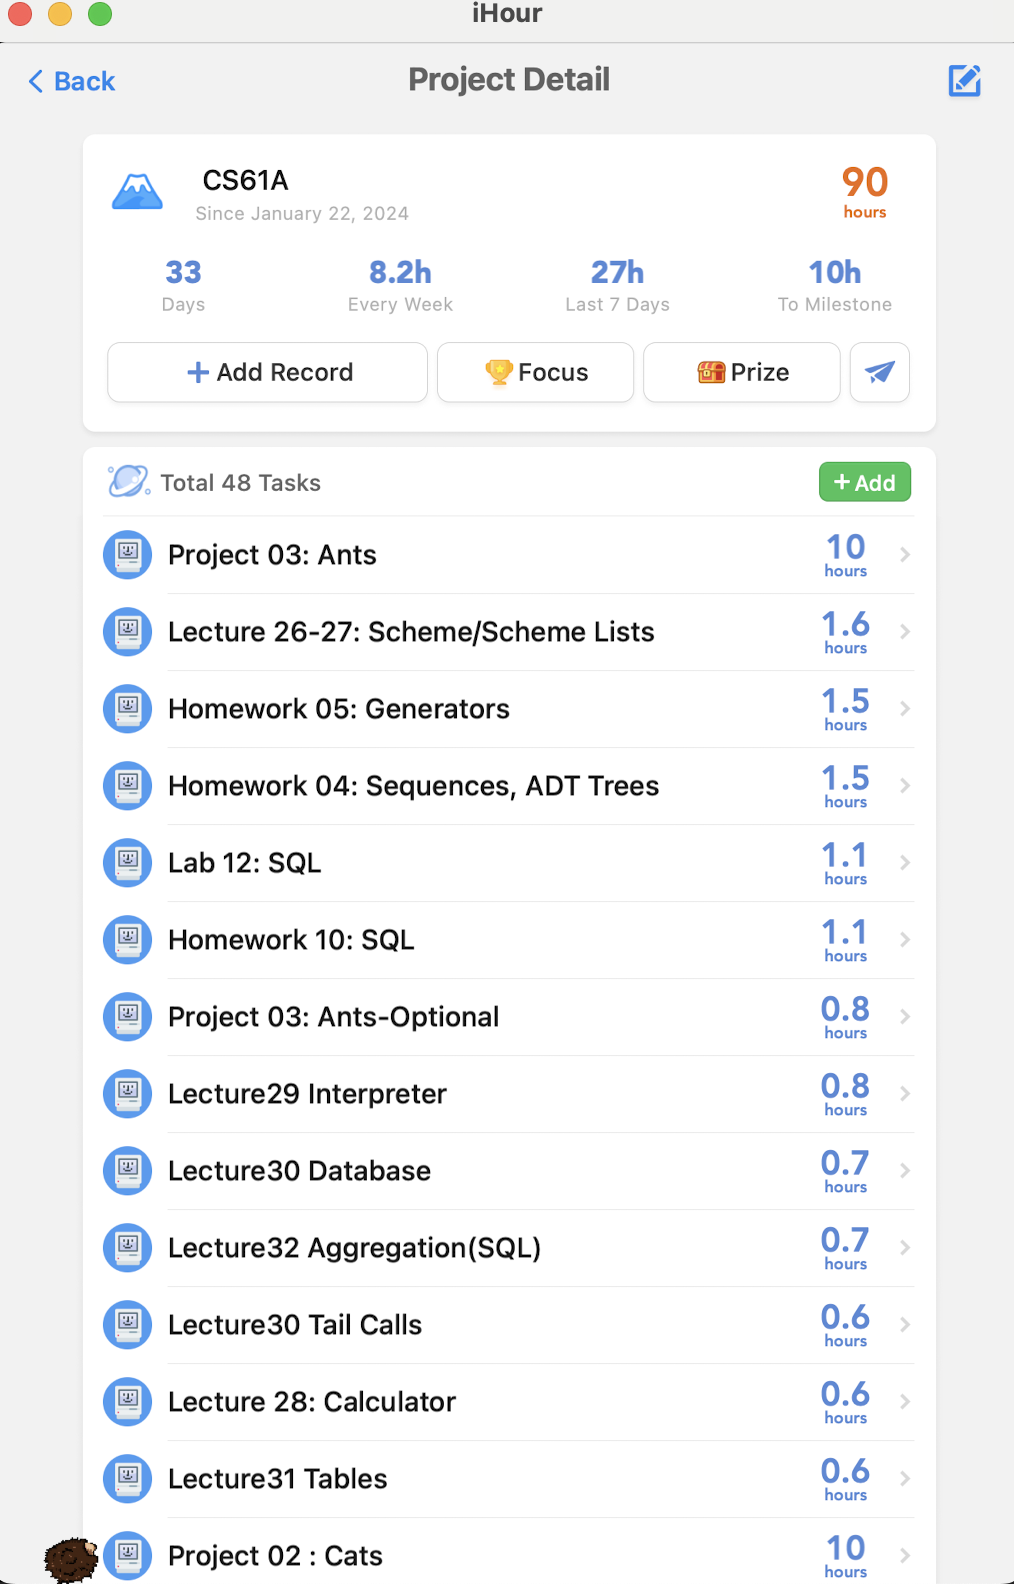 iHour
Back
Project Detail
CS61A
Since January 22, 2024
90
hours
33
Days
8.2h
Every Week
27h
Last 7 Days
10h
To Milestone
+ Add Record
Focus
Prize
Total 48 Tasks
+ Add
Project 03: Ants
10
hours
Lecture 26-27: Scheme/Scheme Lists
1.6
hours
Homework 05: Generators
1.5
hours
Homework 04: Sequences, ADT Trees
1.5
hours
Lab 12: SQL
1.1
hours
Homework 10: SQL
1.1
hours
Project 03: Ants-Optional
0.8
hours
Lecture29 Interpreter
0.8
hours
Lecture30 Database
0.7
hours
Lecture32 Aggregation(SQL)
0.7
hours
Lecture30 Tail Calls
0.6
hours
Lecture 28: Calculator
0.6
hours
Lecture31 Tables
0.6
hours
Project 02 : Cats
10
hours